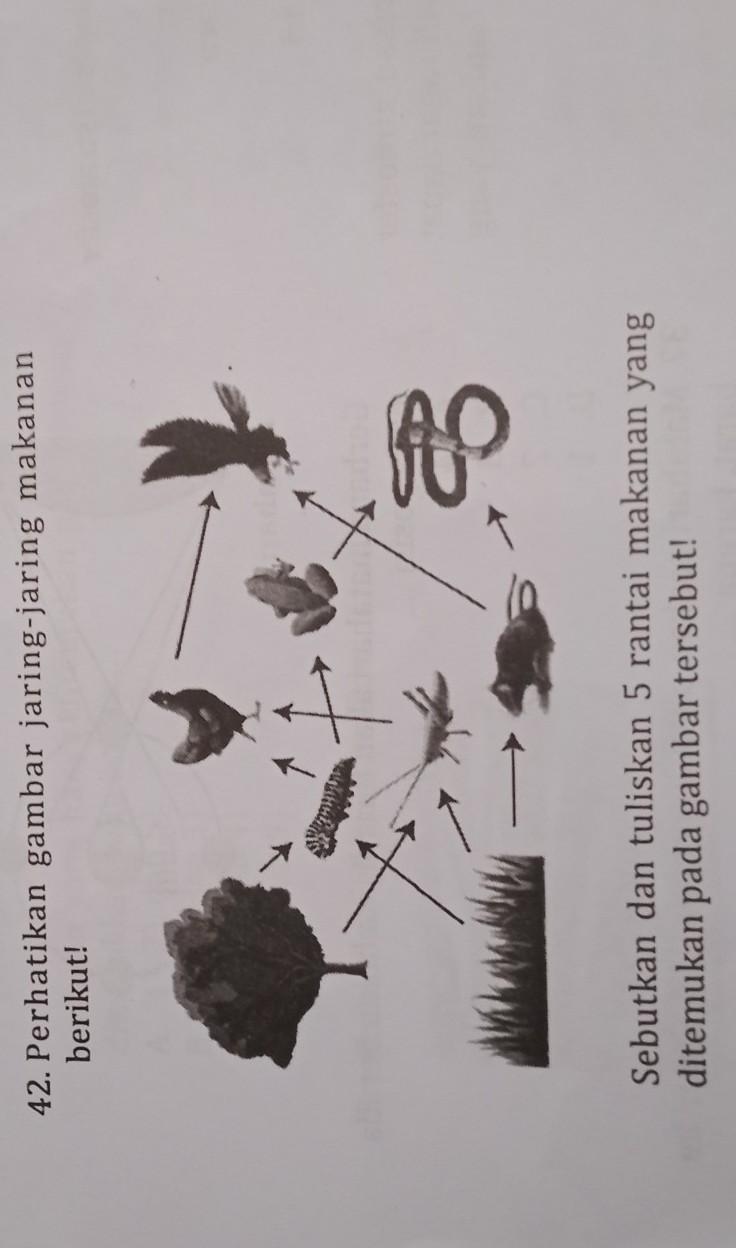 42. Perhatikan gambar jaring-jaring makanan
berikut!
Sebutkan dan tuliskan 5 rantai makanan yang
ditemukan pada gambar tersebut!